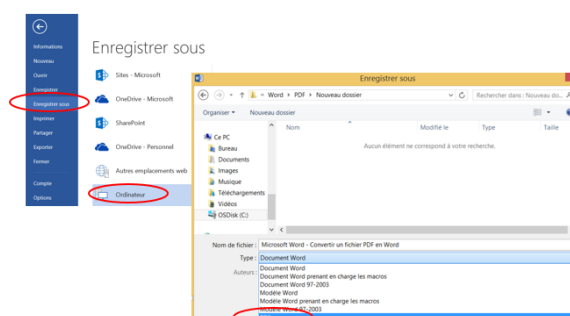 Enregistrer sous
Informations
Nouveau
Ouvrir
Enregistrer
Enregistrer sous
Imprimer
Partager
Exporter
Fermer
Compte
Options
Sites - Microsoft
OneDrive - Microsoft
SharePoint
OneDrive - Personnel
Autres emplacements web
Ordinateur
Enregistrer sous
« Word › PDF › Nouveau dossier
Rechercher dans : Nouveau do...
Organiser
Nouveau dossier
Nom
Modifié le
Type
Taille
Aucun élément ne correspond à votre recherche.
Ce PC
Bureau
Documents
Images
Musique
Téléchargements
Vidéos
OSDisk (C:)
Nom de fichier : Microsoft Word - Convertir un fichier PDF en Word
Type : Document Word
Auteurs :
Document Word
Document Word prenant en charge les macros
Document Word 97-2003
Modèle Word
Modèle Word prenant en charge les macros
Modèle Word 97-2003